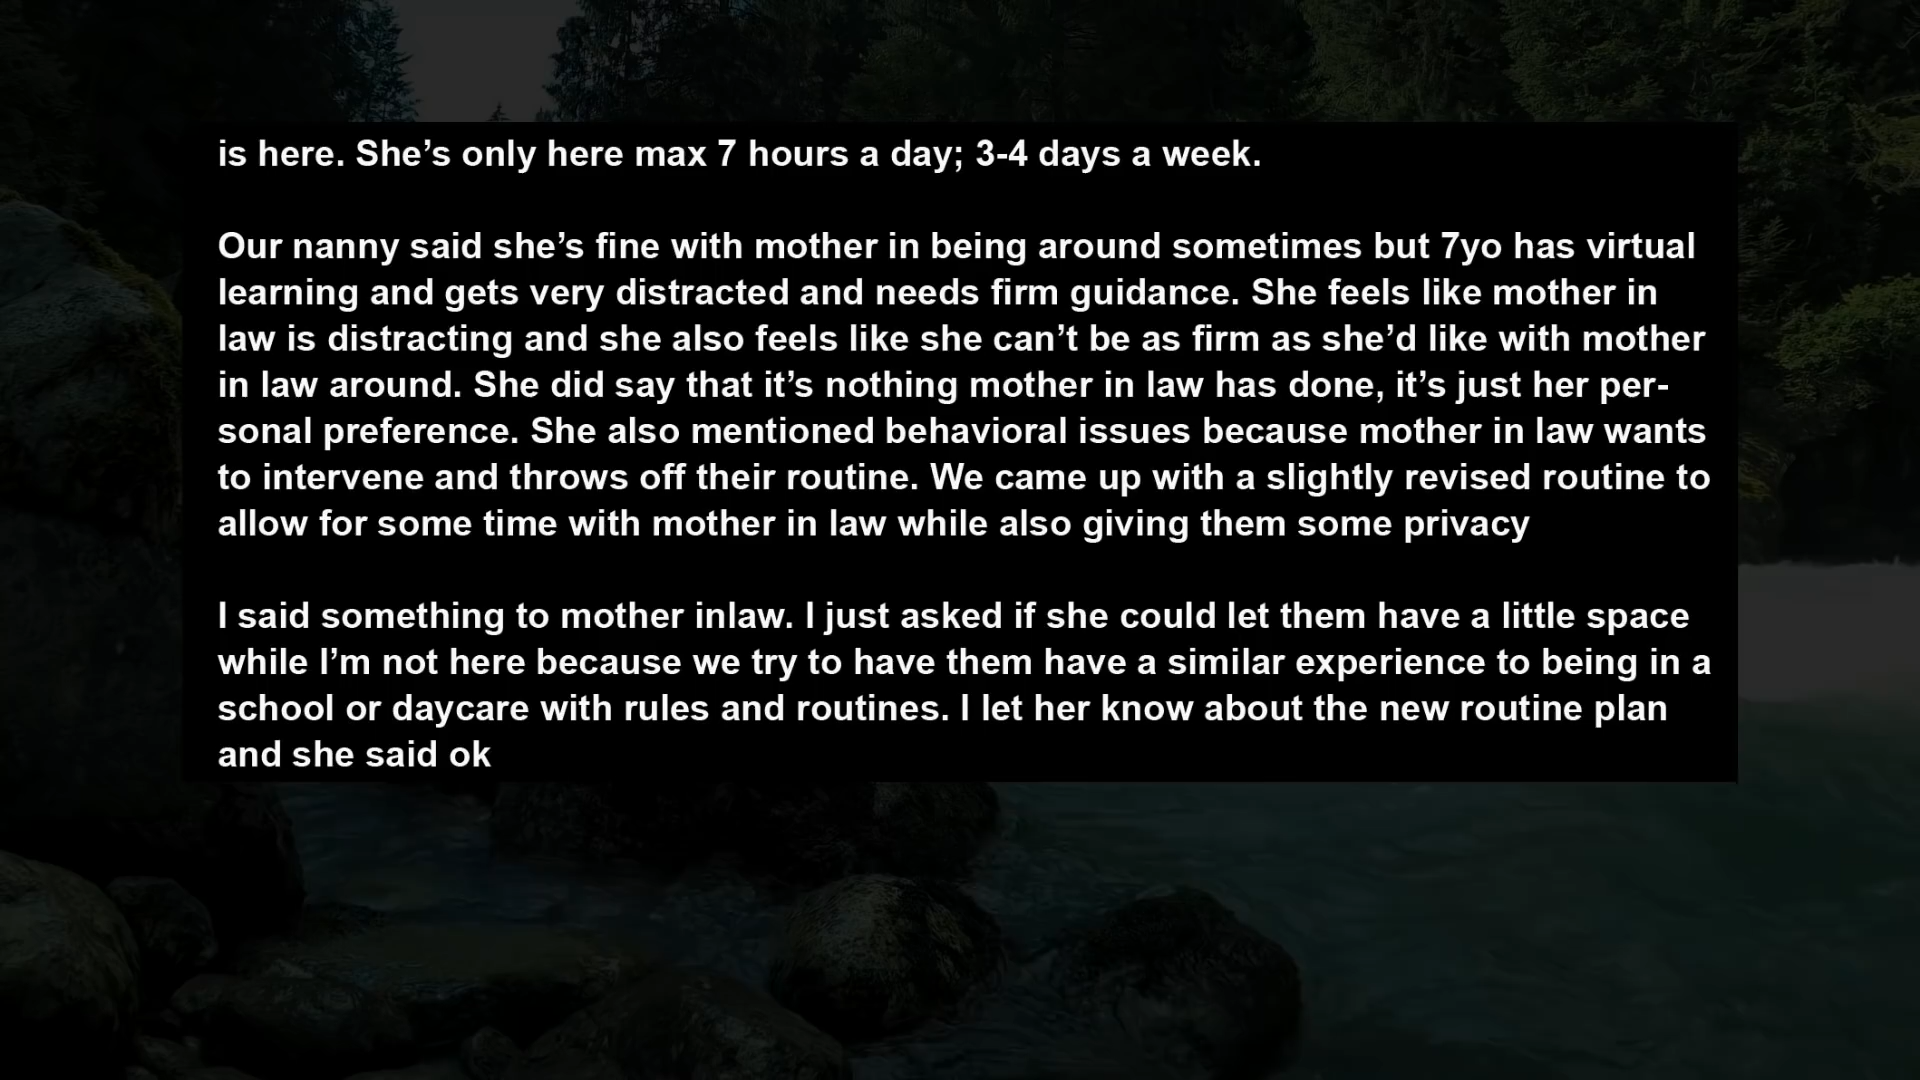 is here. She’s only here max 7 hours a day; 3-4 days a week.
Our nanny said she’s fine with mother in being around sometimes but 7yo has virtual
learning and gets very distracted and needs firm guidance. She feels like mother in
law is distracting and she also feels like she can’t be as firm as she’d like with mother
in law around. She did say that it’s nothing mother in law has done, it’s just her per-
sonal preference. She also mentioned behavioral issues because mother in law wants
to intervene and throws off their routine. We came up with a slightly revised routine to
allow for some time with mother in law while also giving them some privacy
I said something to mother inlaw. I just asked if she could let them have a little space
while I’m not here because we try to have them have a similar experience to being in a
school or daycare with rules and routines. I let her know about the new routine plan
and she said ok